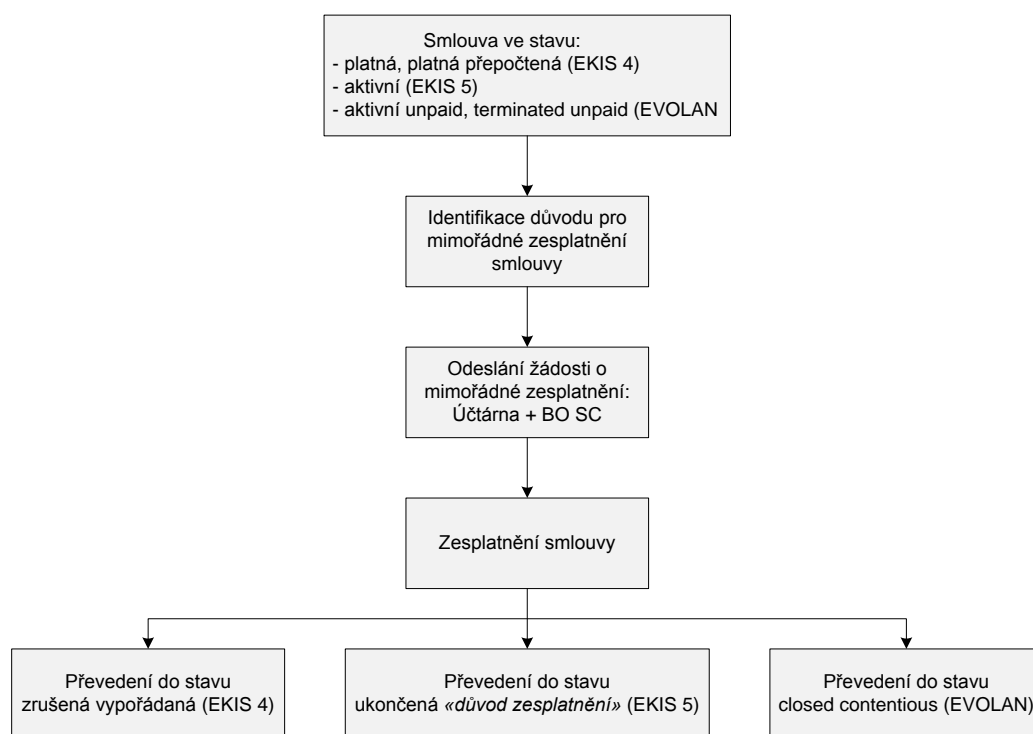 Smlouva ve stavu:
- platná, platná přepočtená (EKIS 4)
- aktivní (EKIS 5)
- aktivní unpaid, terminated unpaid (EVOLAN
Identifikace důvodu pro
mimořádné zesplatnění
smlouvy
Odeslání žádosti o
mimořádné zesplatnění:
Účtárna + BO SC
Zesplatnění smlouvy
Převedení do stavu
zrušená vypořádaná (EKIS 4)
Převedení do stavu
ukončená «důvod zesplatnění» (EKIS 5)
Převedení do stavu
closed contentious (EVOLAN)